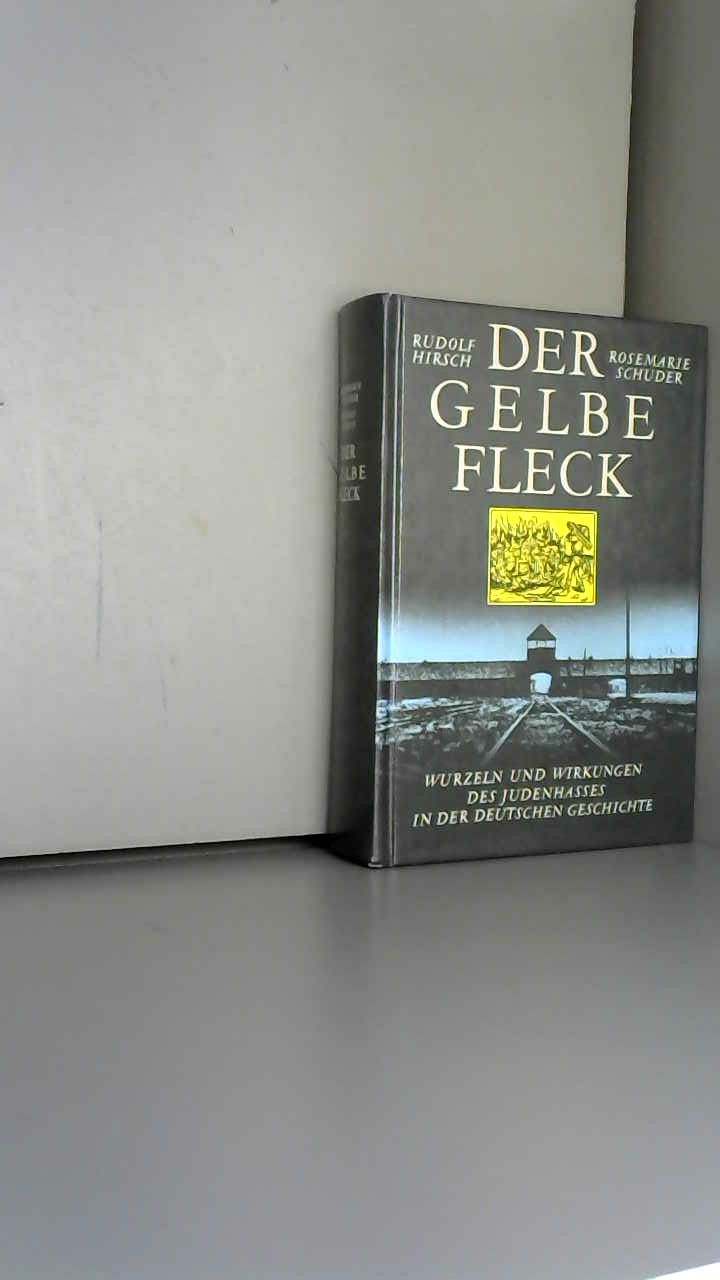 RUDOLF
HIRSCH
ROSEMARIE
SCHUDER
DER
GELBE
FLECK
WURZELN UND WIRKUNGEN
DES JUDENHASSES
IN DER DEUTSCHEN GESCHICHTE
DER
GELBE
FLECK